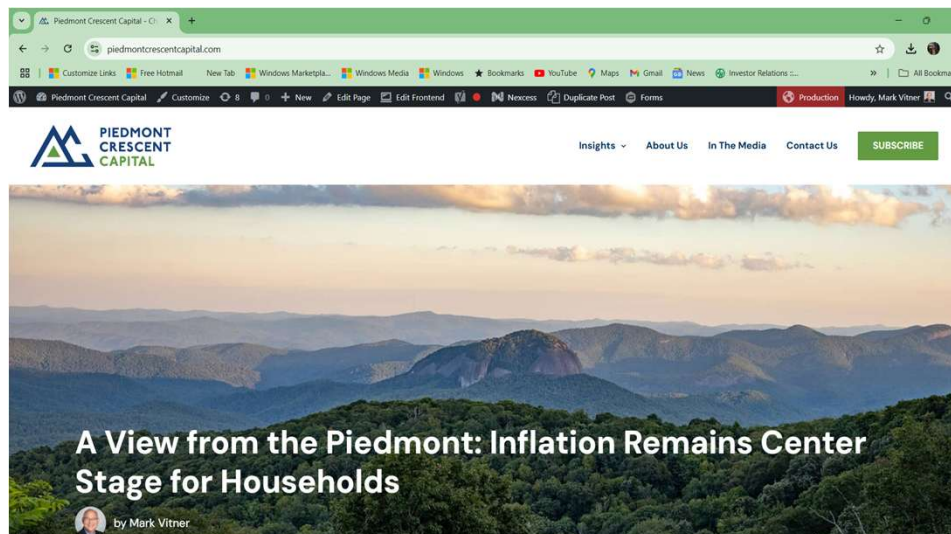 Piedmont Crescent Capital - Ch
piedmontcrescentcapital.com
Customize Links Free Hotmail New Tab Windows Marketpla... Windows Media Windows Bookmarks YouTube Maps Gmail News Investor Relations ::... » All Bookma
Piedmont Crescent Capital Customize 8 0 + New Edit Page Edit Frontend Nexcess Duplicate Post Forms Production Howdy, Mark Vitner
PIEDMONT
CRESCENT
CAPITAL
Insights About Us In The Media Contact Us SUBSCRIBE
A View from the Piedmont: Inflation Remains Center
Stage for Households
by Mark Vitner